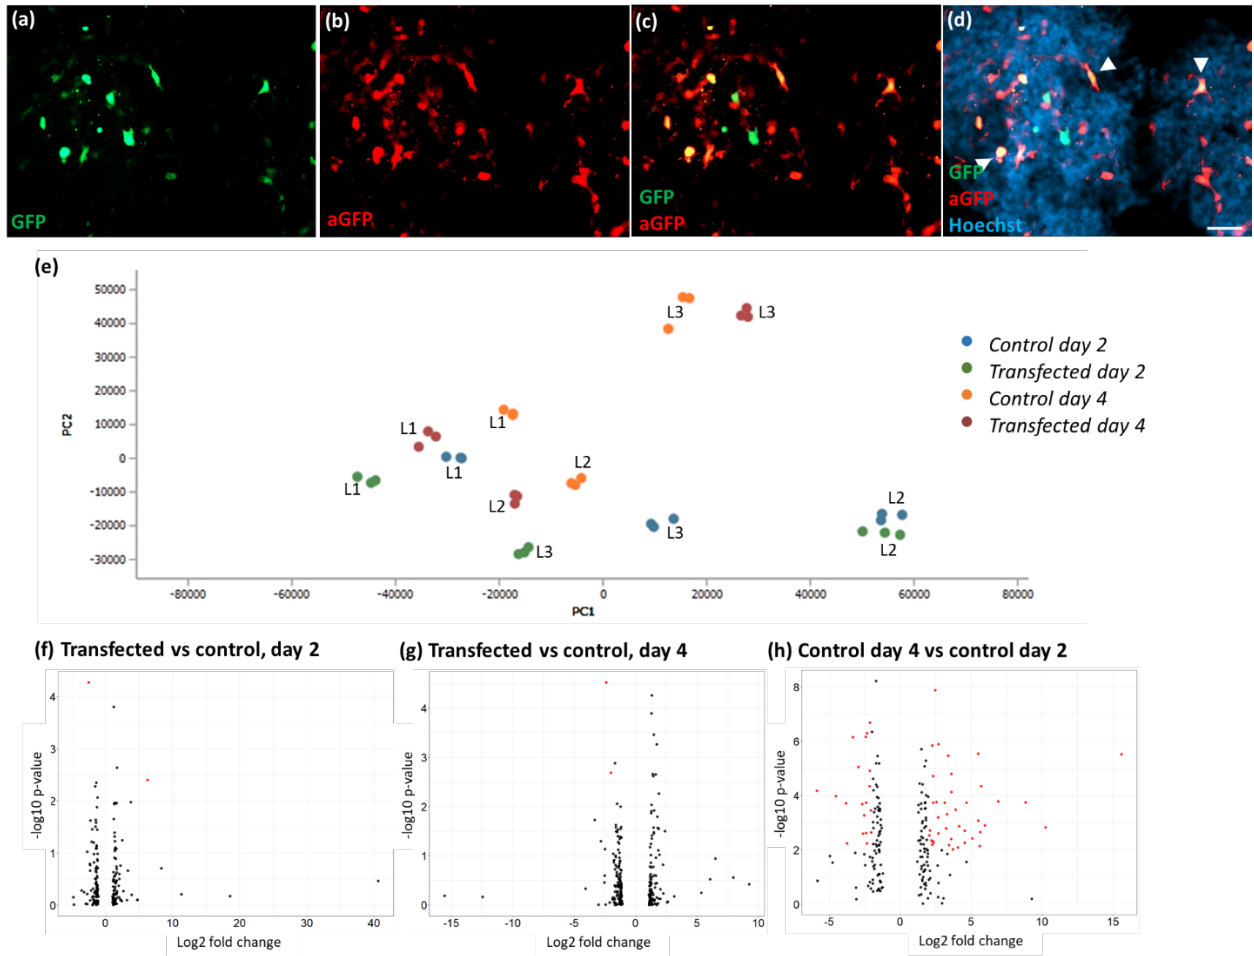 (a)
GFP
(b)
aGFP
(c)
GFP
aGFP
(d)
GFP
aGFP
Hoechst
(e)
50000
40000
30000
20000
10000
0
-10000
-20000
-30000
PC2
-80000 -60000 -40000 -20000 0 20000 40000 60000 80000
PC1
L3
L3
L1
L1
L1
L2
L1
L2
L2
L3
L3
L2
Control day 2
Transfected day 2
Control day 4
Transfected day 4
(f) Transfected vs control, day 2
4
3
2
1
0
-log10 p-value
0 10 20 30 40
Log2 fold change
(g) Transfected vs control, day 4
4
3
2
1
0
-log10 p-value
-15 -10 -5 0 5 10
Log2 fold change
(h) Control day 4 vs control day 2
8
6
4
2
0
-log10 p-value
-5 0 5 10 15
Log2 fold change